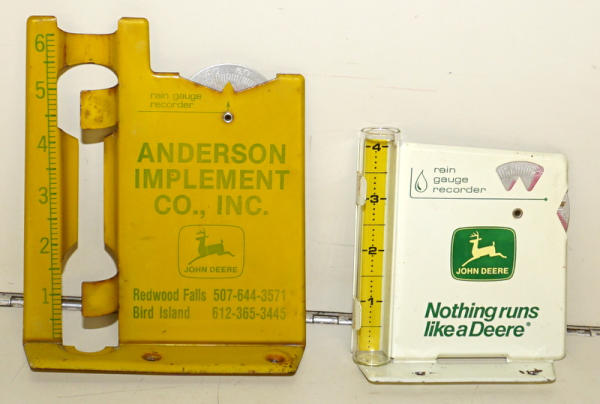 6
5
4
3
2
1
rain gauge
recorder
ANDERSON
IMPLEMENT
CO., INC.
JOHN DEERE
Redwood Falls 507-644-3571
Bird Island 612-365-3445
4
3
2
1
rain
gauge
recorder
JOHN DEERE
Nothing runs
like a Deere®